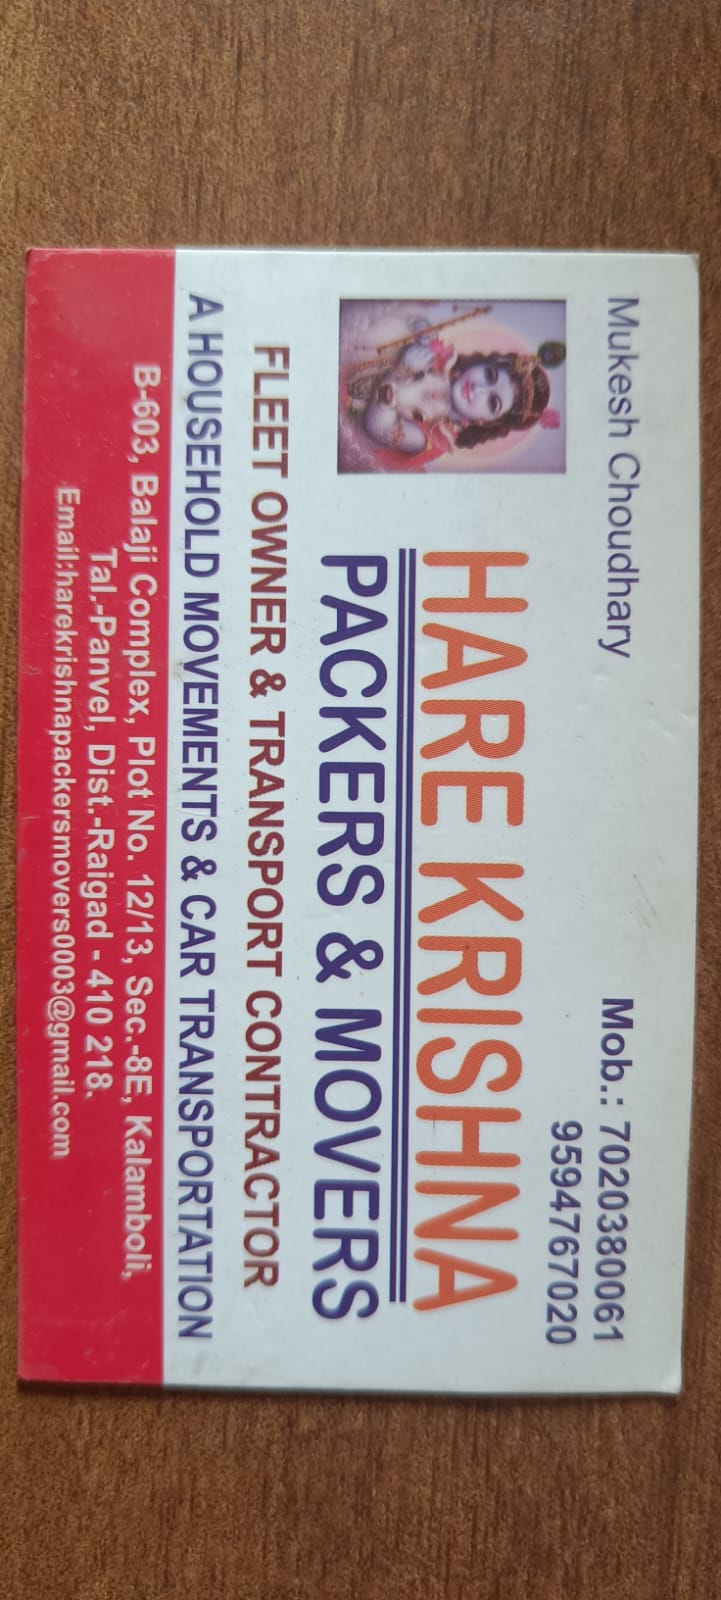 Mukesh Choudhary
Mob.: 7020380061
9594767020
HARE KRISHNA
PACKERS & MOVERS
FLEET OWNER & TRANSPORT CONTRACTOR
A HOUSEHOLD MOVEMENTS & CAR TRANSPORTATION
B-603, Balaji Complex, Plot No. 12/13, Sec.-8E, Kalamboli,
Tal.-Panvel, Dist.-Raigad - 410 218.
Email:harekrishnapackersmovers0003@gmail.com